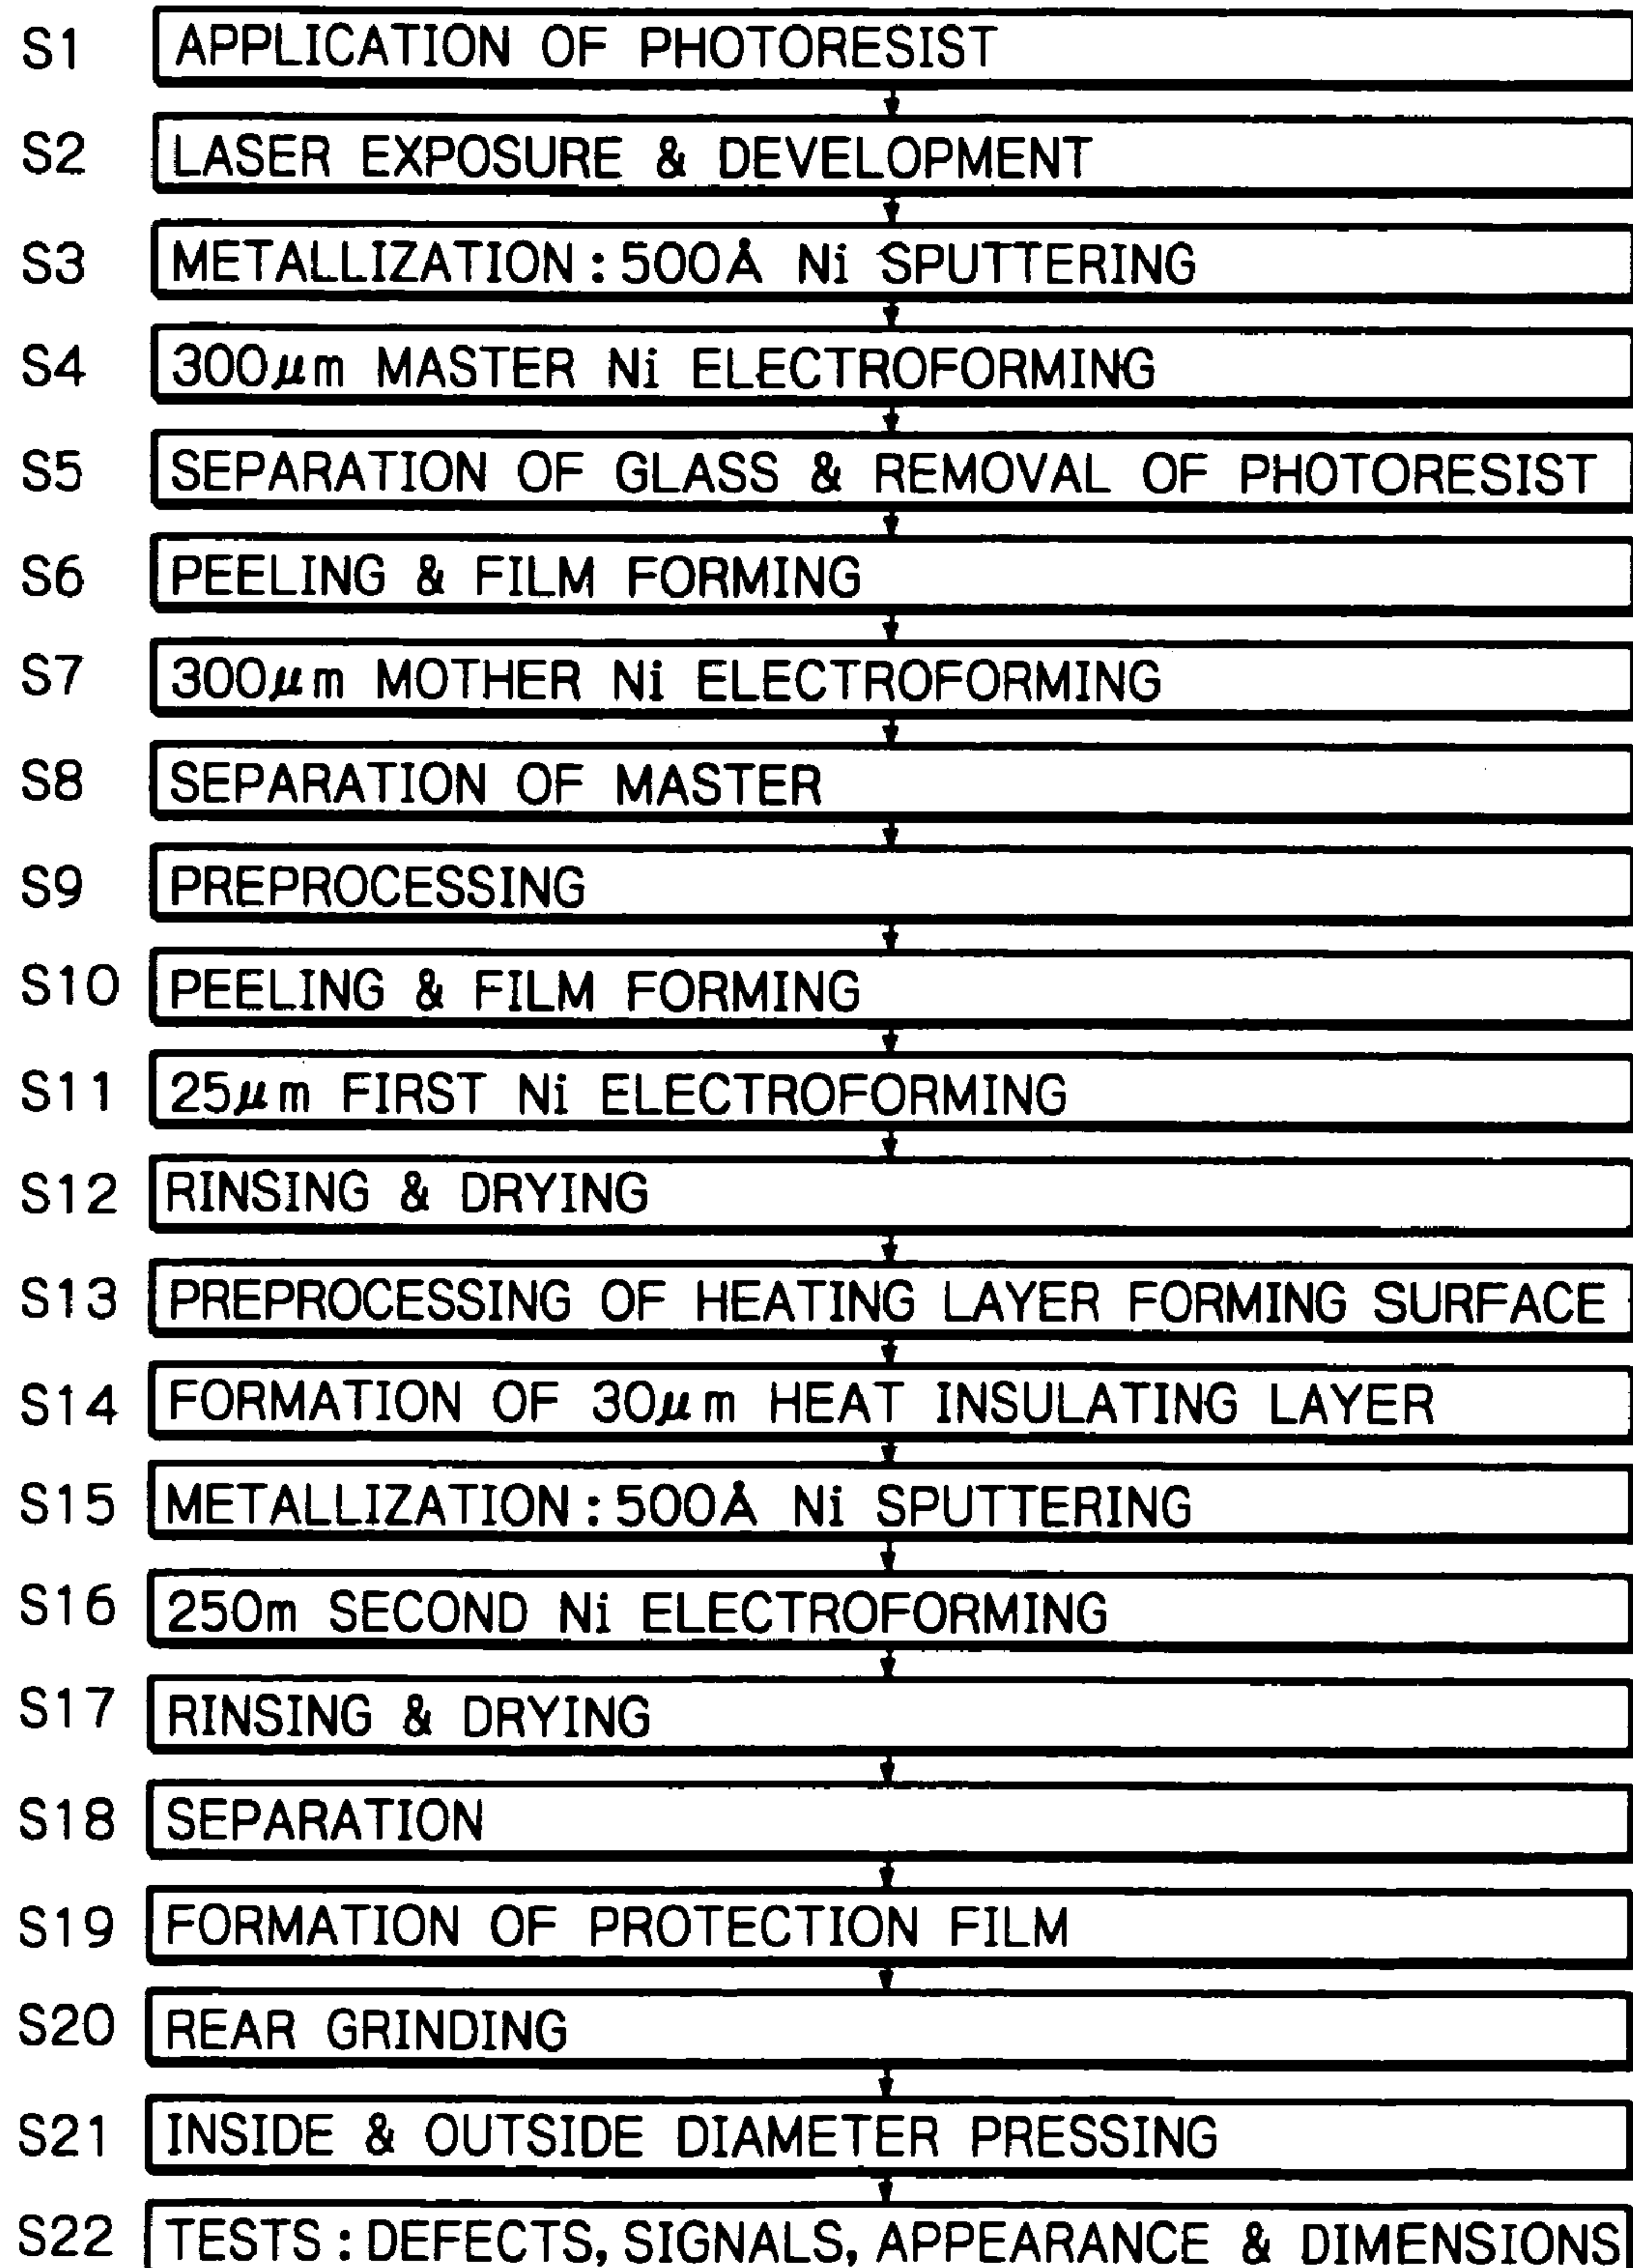 S1 APPLICATION OF PHOTORESIST
S2 LASER EXPOSURE & DEVELOPMENT
S3 METALLIZATION : 500Å Ni SPUTTERING
S4 300μm MASTER Ni ELECTROFORMING
S5 SEPARATION OF GLASS & REMOVAL OF PHOTORESIST
S6 PEELING & FILM FORMING
S7 300μm MOTHER Ni ELECTROFORMING
S8 SEPARATION OF MASTER
S9 PREPROCESSING
S10 PEELING & FILM FORMING
S11 25μm FIRST Ni ELECTROFORMING
S12 RINSING & DRYING
S13 PREPROCESSING OF HEATING LAYER FORMING SURFACE
S14 FORMATION OF 30μm HEAT INSULATING LAYER
S15 METALLIZATION : 500Å Ni SPUTTERING
S16 250m SECOND Ni ELECTROFORMING
S17 RINSING & DRYING
S18 SEPARATION
S19 FORMATION OF PROTECTION FILM
S20 REAR GRINDING
S21 INSIDE & OUTSIDE DIAMETER PRESSING
S22 TESTS : DEFECTS, SIGNALS, APPEARANCE & DIMENSIONS